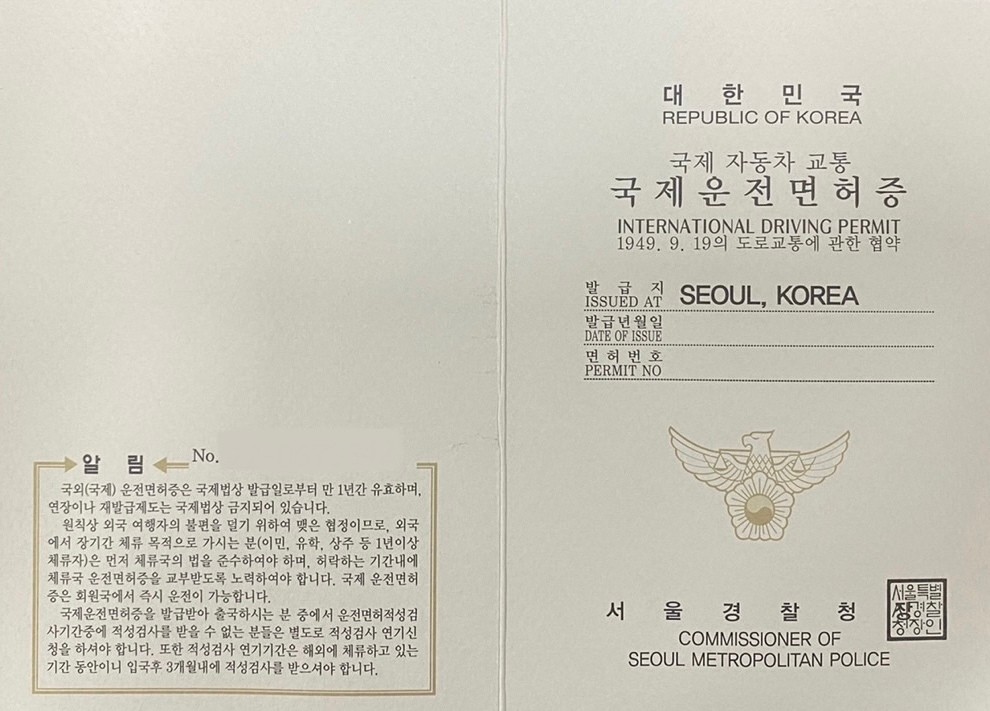 알 림 No.
국외(국제) 운전면허증은 국제법상 발급일로부터 만 1년간 유효하며,
연장이나 재발급제도는 국제법상 금지되어 있습니다.
원칙상 외국 여행자의 불편을 덜기 위하여 맺은 협정이므로, 외국
에서 장기간 체류 목적으로 가시는 분(이민, 유학, 상주 등 1년이상
체류자)은 먼저 체류국의 법을 준수하여야 하며, 허락하는 기간내에
체류국 운전면허증을 교부받도록 노력하여야 합니다. 국제 운전면허
증은 회원국에서 즉시 운전이 가능합니다.
국제운전면허증을 발급받아 출국하시는 분 중에서 운전면허적성검
사기간중에 적성검사를 받을 수 없는 분들은 별도로 적성검사 연기신
청을 하셔야 합니다. 또한 적성검사 연기기간은 해외에 체류하고 있는
기간 동안이니 입국후 3개월내에 적성검사를 받으셔야 합니다.
대 한 민 국
REPUBLIC OF KOREA
국제 자동차 교통
국제운전면허증
INTERNATIONAL DRIVING PERMIT
1949. 9. 19의 도로교통에 관한 협약
발 급 지
ISSUED AT SEOUL, KOREA
발급년월일
DATE OF ISSUE
면 허 번 호
PERMIT NO
서 울 경 찰 청 장
서울특별
시경찰
청장인
COMMISSIONER OF
SEOUL METROPOLITAN POLICE